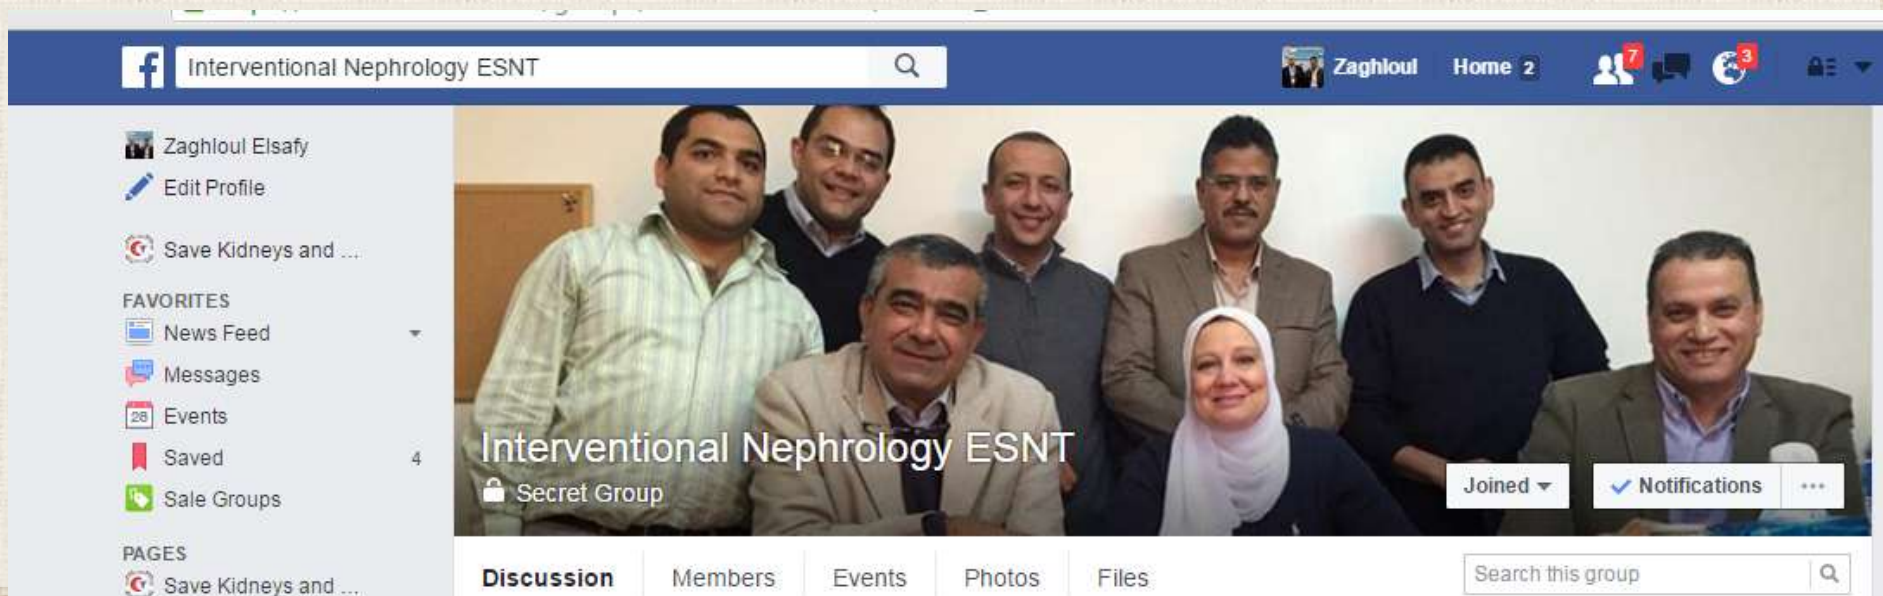 Interventional Nephrology ESNT
Zaghloul Home 2 7 3
Zaghloul Elsafy
Edit Profile
Save Kidneys and ...
FAVORITES
News Feed
Messages
28 Events
Saved 4
Sale Groups
PAGES
Save Kidneys and ...
Interventional Nephrology ESNT
Secret Group
Joined
Notifications
Discussion Members Events Photos Files
Search this group